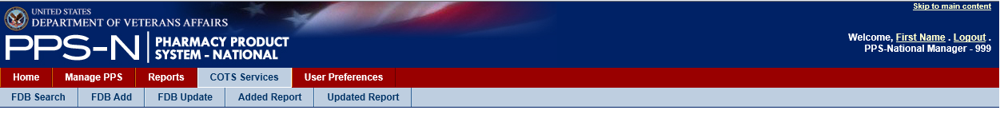 UNITED STATES
DEPARTMENT OF VETERANS AFFAIRS
PPS-N | PHARMACY PRODUCT
SYSTEM - NATIONAL
Skip to main content
Welcome, First Name . Logout .
PPS-National Manager - 999
Home Manage PPS Reports COTS Services User Preferences
FDB Search FDB Add FDB Update Added Report Updated Report